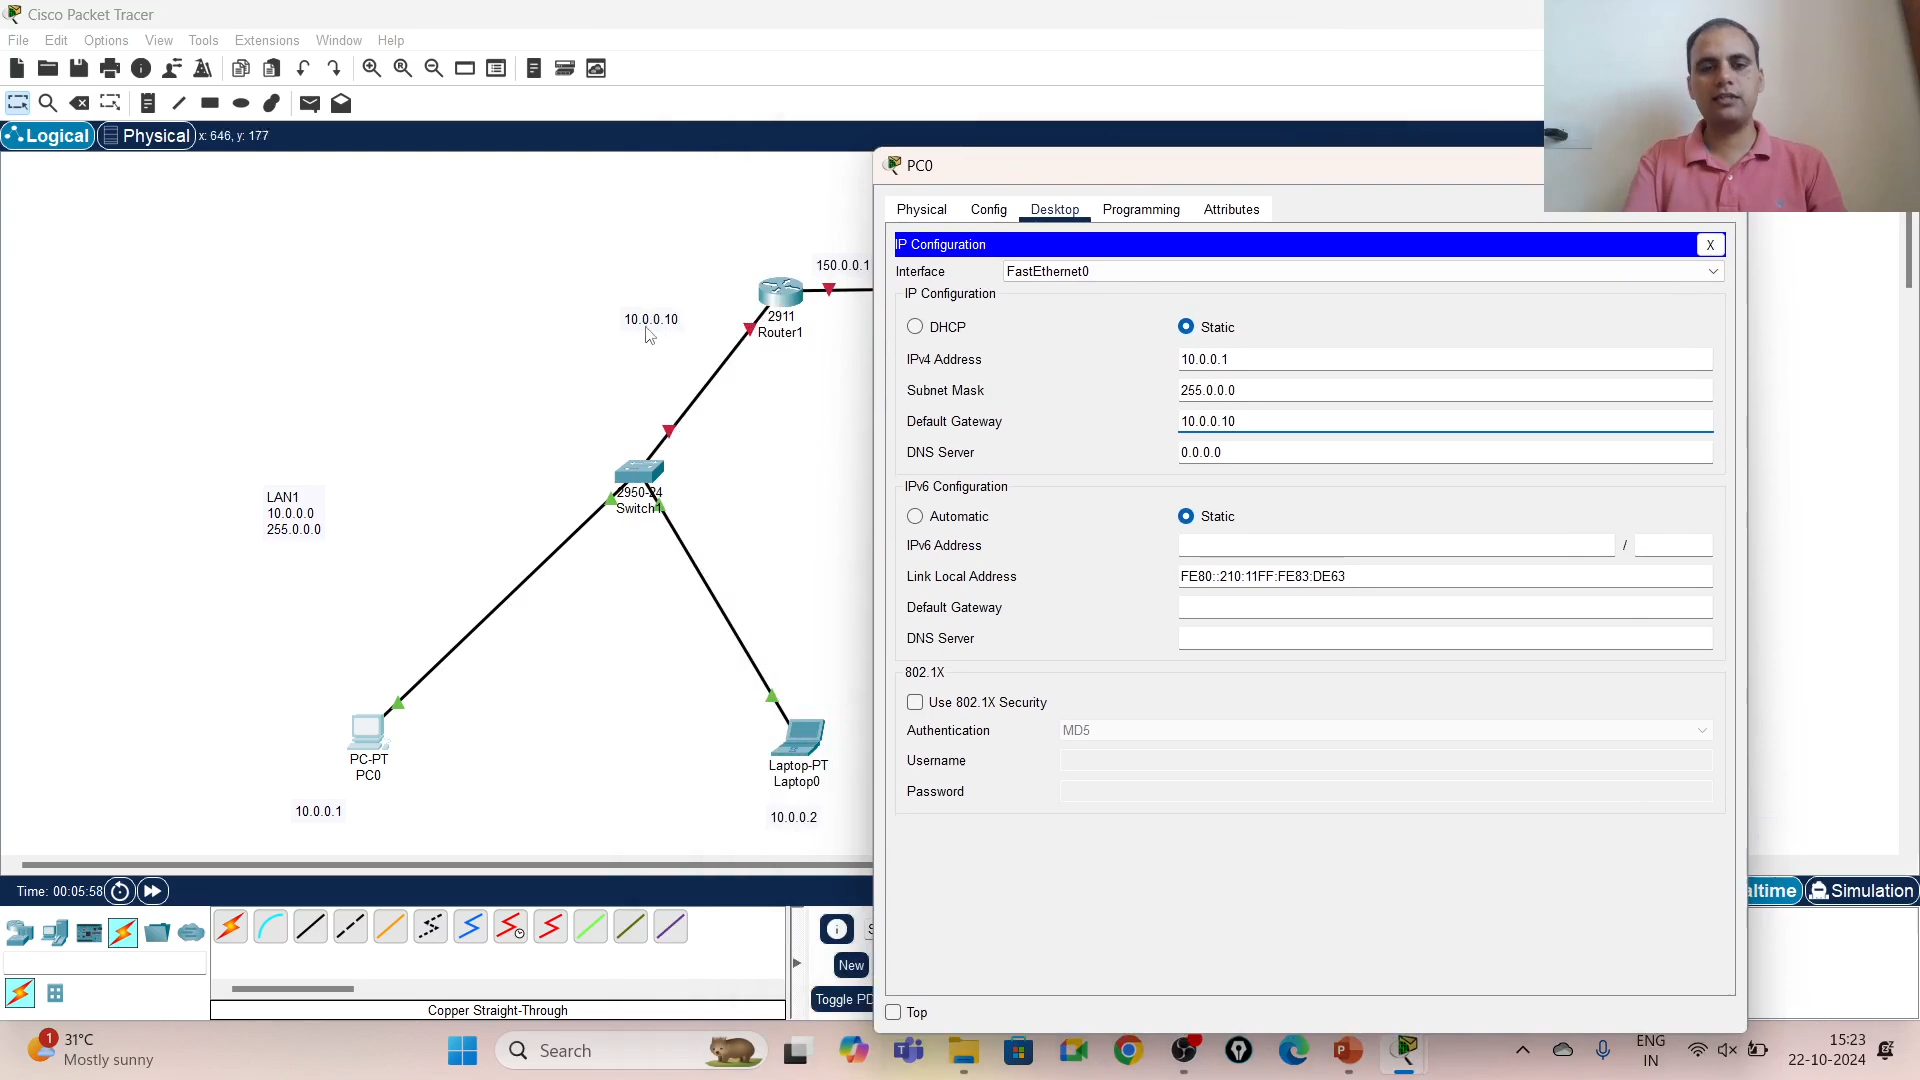 Cisco Packet Tracer
File Edit Options View Tools Extensions Window Help
Logical Physical x: 646, y: 177
150.0.0.1
10.0.0.10
2911
Router1
2950-24
Switch1
LAN1
10.0.0.0
255.0.0.0
PC-PT
PC0
10.0.0.1
Laptop-PT
Laptop0
10.0.0.2
PC0
Physical Config Desktop Programming Attributes
IP Configuration X
Interface FastEthernet0
IP Configuration
DHCP Static
IPv4 Address 10.0.0.1
Subnet Mask 255.0.0.0
Default Gateway 10.0.0.10
DNS Server 0.0.0.0
IPv6 Configuration
Automatic Static
IPv6 Address /
Link Local Address FE80::210:11FF:FE83:DE63
Default Gateway
DNS Server
802.1X
Use 802.1X Security
Authentication MD5
Username
Password
Top
Time: 00:05:58
altime Simulation
New
Toggle PD
Copper Straight-Through
1
31°C
Mostly sunny
Search
ENG
IN
15:23
22-10-2024